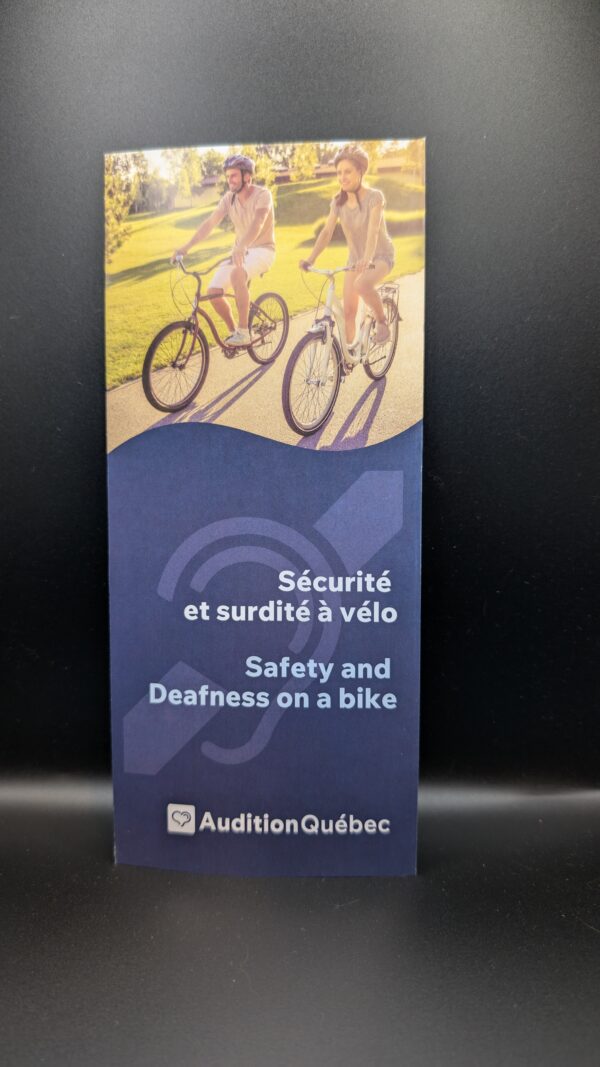 Sécurité
et surdité à vélo
Safety and
Deafness on a bike
AuditionQuébec